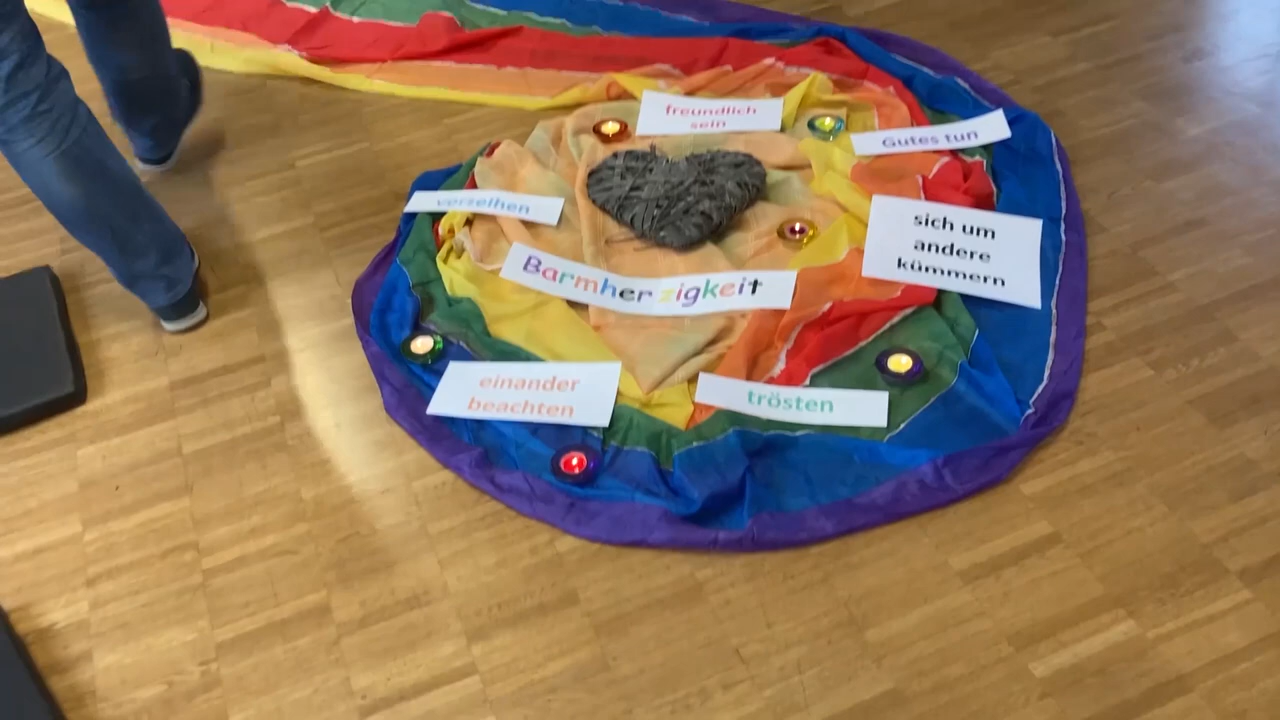 freundlich
sein
Gutes tun
verzeihen
sich um
andere
kümmern
Barmherzigkeit
einander
beachten
trösten